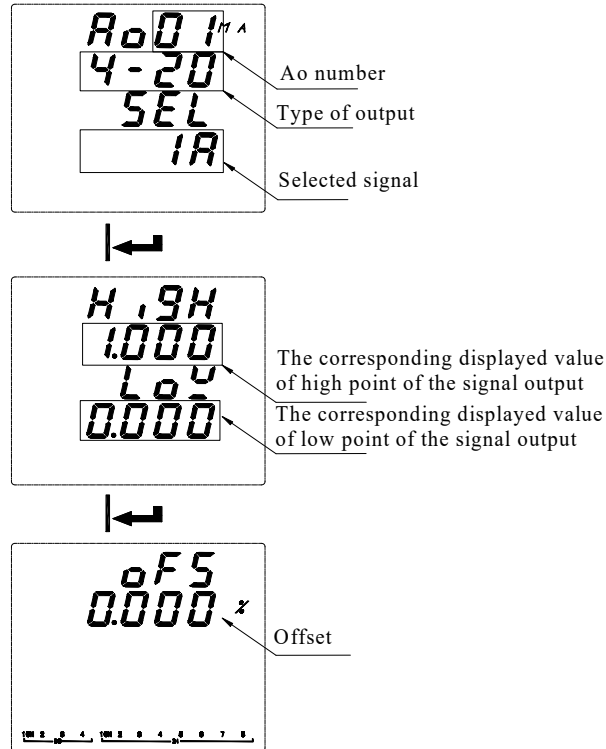 Ao01 MA
4-20
SEL
1A
Ao number
Type of output
Selected signal
HigH
1.000
LoW
0.000
The corresponding displayed value
of high point of the signal output
The corresponding displayed value
of low point of the signal output
oFS
0.000 %
Offset